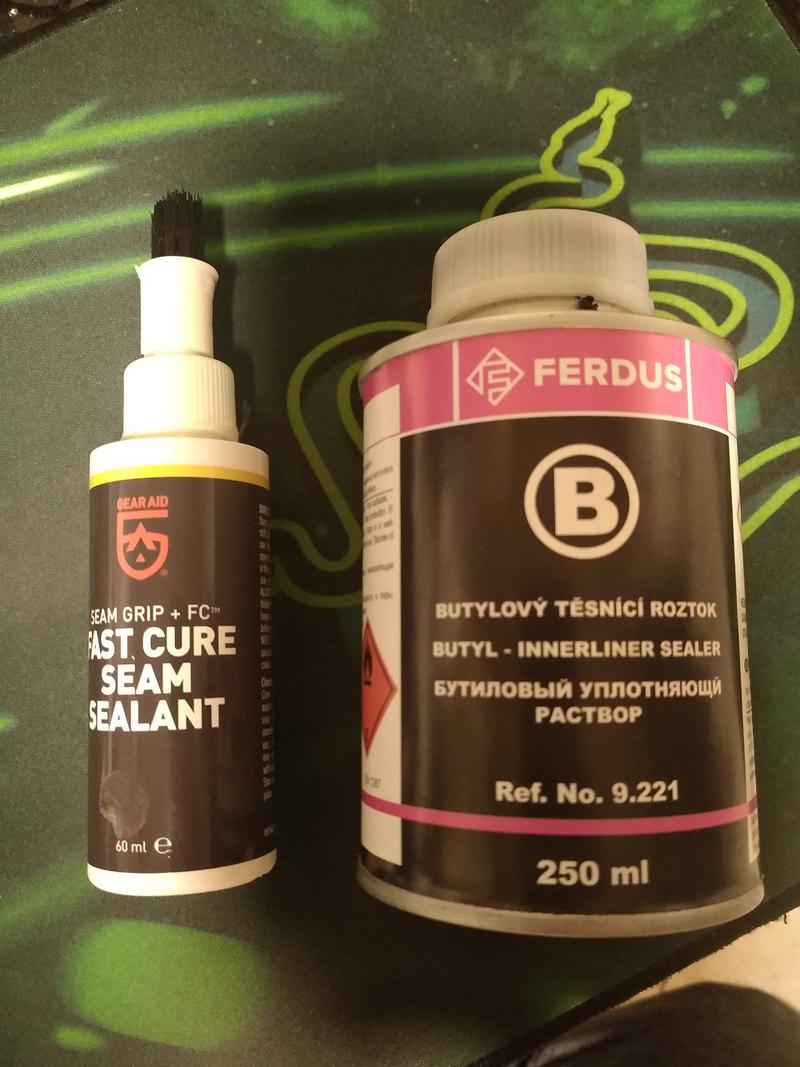 GEAR AID
SEAM GRIP + FC™
FAST CURE
SEAM
SEALANT
60 ml ℮
FERDUS
B
BUTYLOVÝ TĚSNÍCÍ ROZTOK
BUTYL - INNERLINER SEALER
БУТИЛОВЫЙ УПЛОТНЯЮЩЙ
РАСТВОР
Ref. No. 9.221
250 ml